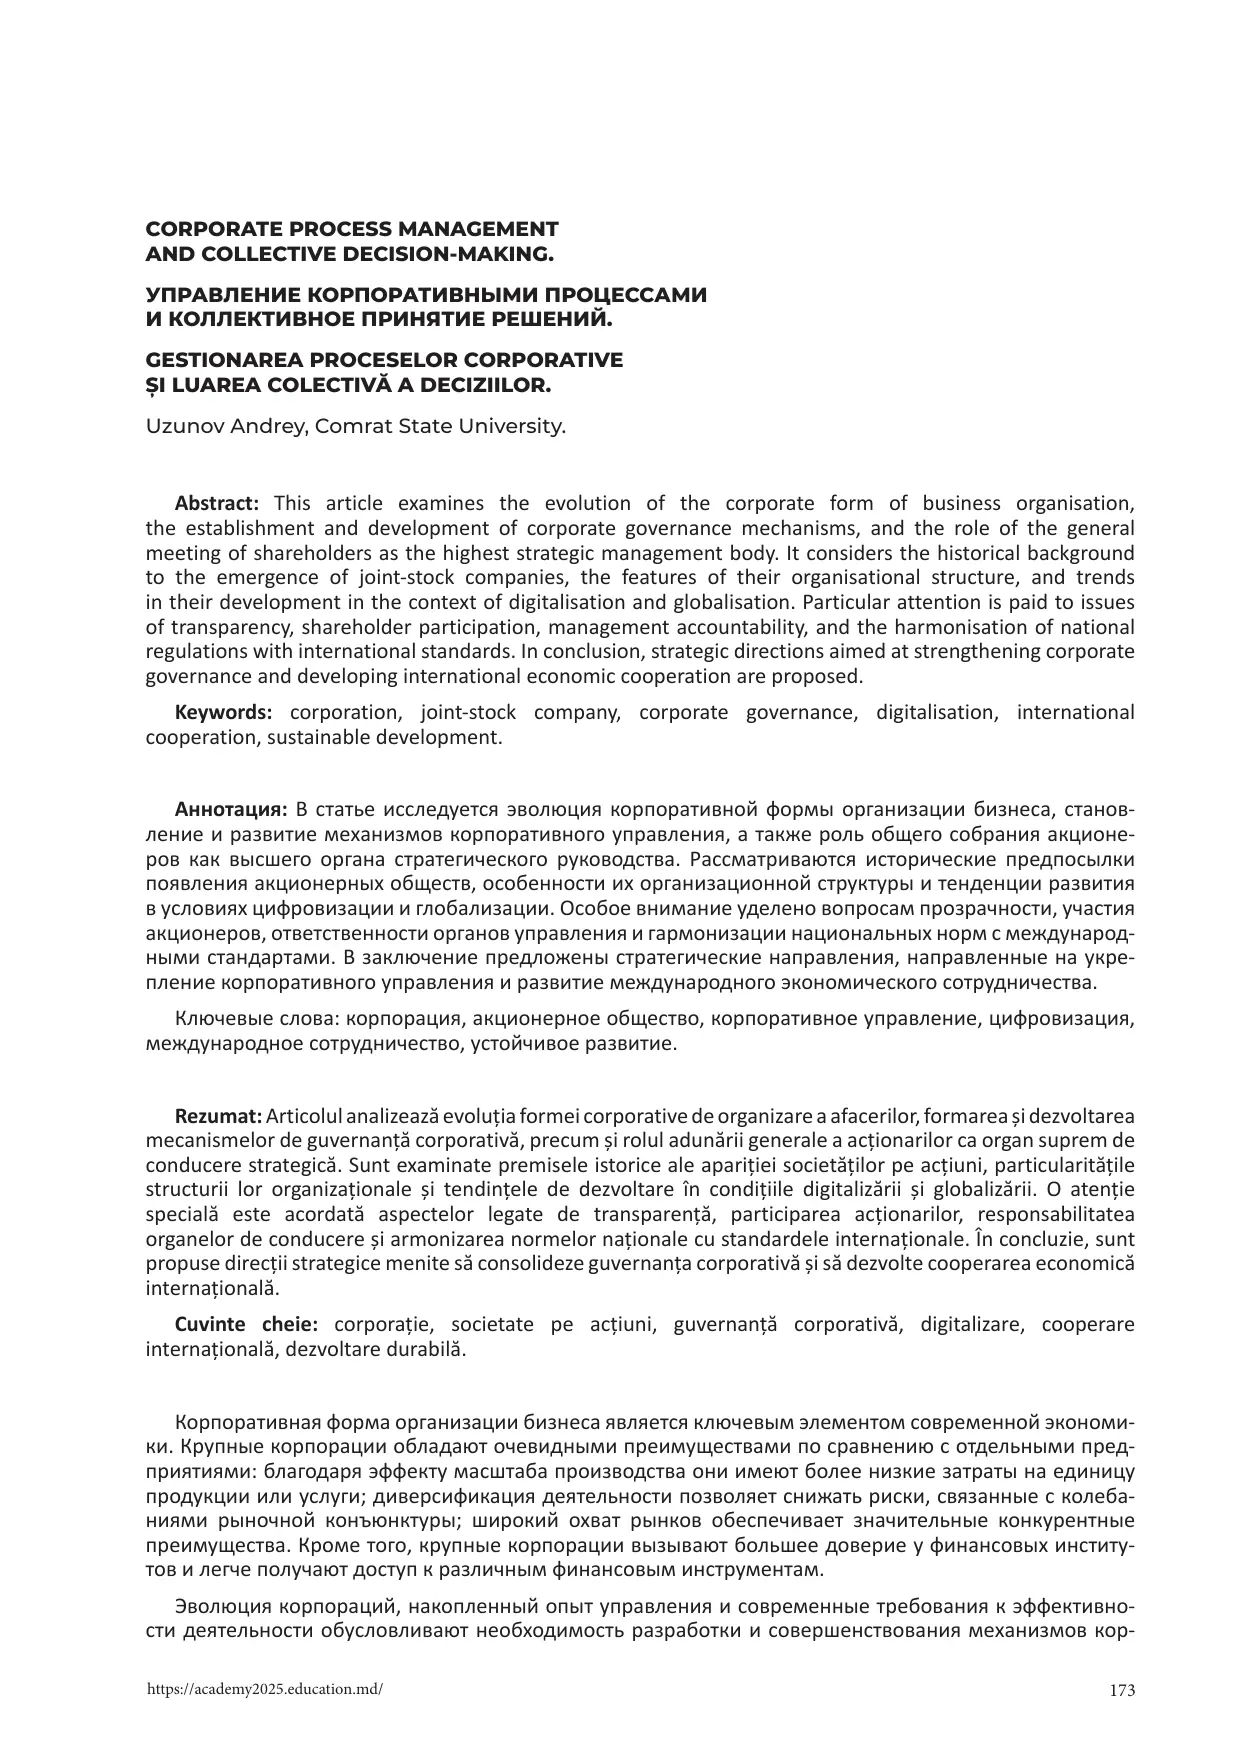 CORPORATE PROCESS MANAGEMENT
AND COLLECTIVE DECISION-MAKING.
УПРАВЛЕНИЕ КОРПОРАТИВНЫМИ ПРОЦЕССАМИ
И КОЛЛЕКТИВНОЕ ПРИНЯТИЕ РЕШЕНИЙ.
GESTIONAREA PROCESELOR CORPORATIVE
ȘI LUAREA COLECTIVĂ A DECIZIILOR.
Uzunov Andrey, Comrat State University.
Abstract: This article examines the evolution of the corporate form of business organisation,
the establishment and development of corporate governance mechanisms, and the role of the general
meeting of shareholders as the highest strategic management body. It considers the historical background
to the emergence of joint-stock companies, the features of their organisational structure, and trends
in their development in the context of digitalisation and globalisation. Particular attention is paid to issues
of transparency, shareholder participation, management accountability, and the harmonisation of national
regulations with international standards. In conclusion, strategic directions aimed at strengthening corporate
governance and developing international economic cooperation are proposed.
Keywords: corporation, joint-stock company, corporate governance, digitalisation, international
cooperation, sustainable development.
Аннотация: В статье исследуется эволюция корпоративной формы организации бизнеса, станов-
ление и развитие механизмов корпоративного управления, а также роль общего собрания акционе-
ров как высшего органа стратегического руководства. Рассматриваются исторические предпосылки
появления акционерных обществ, особенности их организационной структуры и тенденции развития
в условиях цифровизации и глобализации. Особое внимание уделено вопросам прозрачности, участия
акционеров, ответственности органов управления и гармонизации национальных норм с международ-
ными стандартами. В заключение предложены стратегические направления, направленные на укре-
пление корпоративного управления и развитие международного экономического сотрудничества.
Ключевые слова: корпорация, акционерное общество, корпоративное управление, цифровизация,
международное сотрудничество, устойчивое развитие.
Rezumat: Articolul analizează evoluția formei corporative de organizare a afacerilor, formarea și dezvoltarea
mecanismelor de guvernanță corporativă, precum și rolul adunării generale a acționarilor ca organ suprem de
conducere strategică. Sunt examinate premisele istorice ale apariției societăților pe acțiuni, particularitățile
structurii lor organizaționale și tendințele de dezvoltare în condițiile digitalizării și globalizării. O atenție
specială este acordată aspectelor legate de transparență, participarea acționarilor, responsabilitatea
organelor de conducere și armonizarea normelor naționale cu standardele internaționale. În concluzie, sunt
propuse direcții strategice menite să consolideze guvernanța corporativă și să dezvolte cooperarea economică
internațională.
Cuvinte cheie: corporație, societate pe acțiuni, guvernanță corporativă, digitalizare, cooperare
internațională, dezvoltare durabilă.
Корпоративная форма организации бизнеса является ключевым элементом современной экономи-
ки. Крупные корпорации обладают очевидными преимуществами по сравнению с отдельными пред-
приятиями: благодаря эффекту масштаба производства они имеют более низкие затраты на единицу
продукции или услуги; диверсификация деятельности позволяет снижать риски, связанные с колеба-
ниями рыночной конъюнктуры; широкий охват рынков обеспечивает значительные конкурентные
преимущества. Кроме того, крупные корпорации вызывают большее доверие у финансовых институ-
тов и легче получают доступ к различным финансовым инструментам.
Эволюция корпораций, накопленный опыт управления и современные требования к эффективно-
сти деятельности обусловливают необходимость разработки и совершенствования механизмов кор-
https://academy2025.education.md/
173